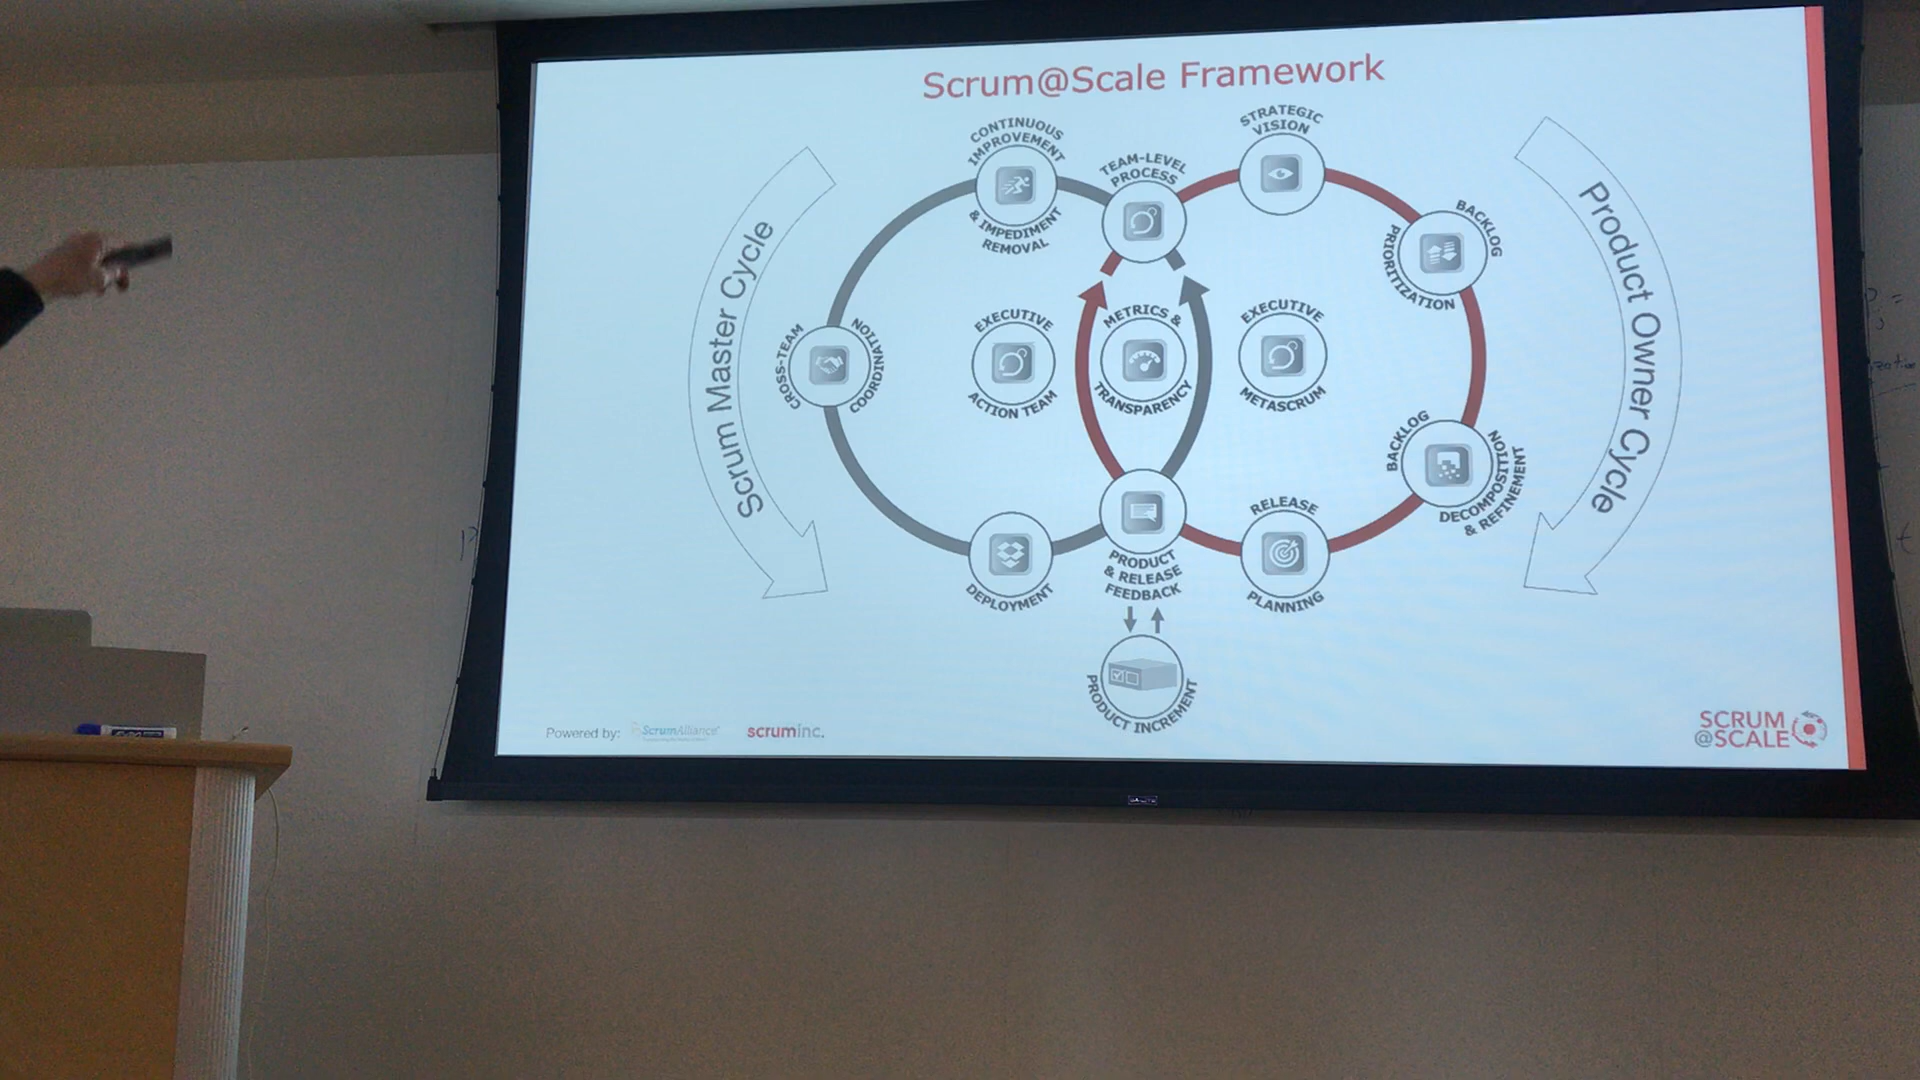 Scrum@Scale Framework
CONTINUOUS
IMPROVEMENT
& IMPEDIMENT
REMOVAL
TEAM-LEVEL
PROCESS
STRATEGIC
VISION
BACKLOG
PRIORITIZATION
Scrum Master Cycle
Product Owner Cycle
CROSS-TEAM
COORDINATION
EXECUTIVE
ACTION TEAM
METRICS &
TRANSPARENCY
EXECUTIVE
METASCRUM
BACKLOG
DECOMPOSITION
& REFINEMENT
DEPLOYMENT
PRODUCT
& RELEASE
FEEDBACK
RELEASE
PLANNING
PRODUCT INCREMENT
Powered by:
ScrumAlliance
scruminc.
SCRUM
@SCALE